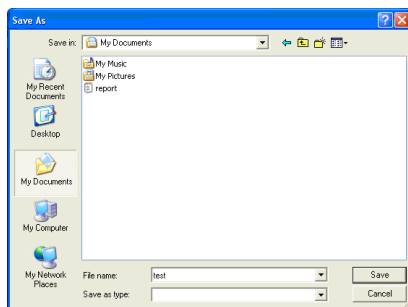 Save As
Save in: My Documents
My Recent
Documents
Desktop
My Documents
My Computer
My Network
Places
My Music
My Pictures
report
File name: test
Save
Save as type:
Cancel